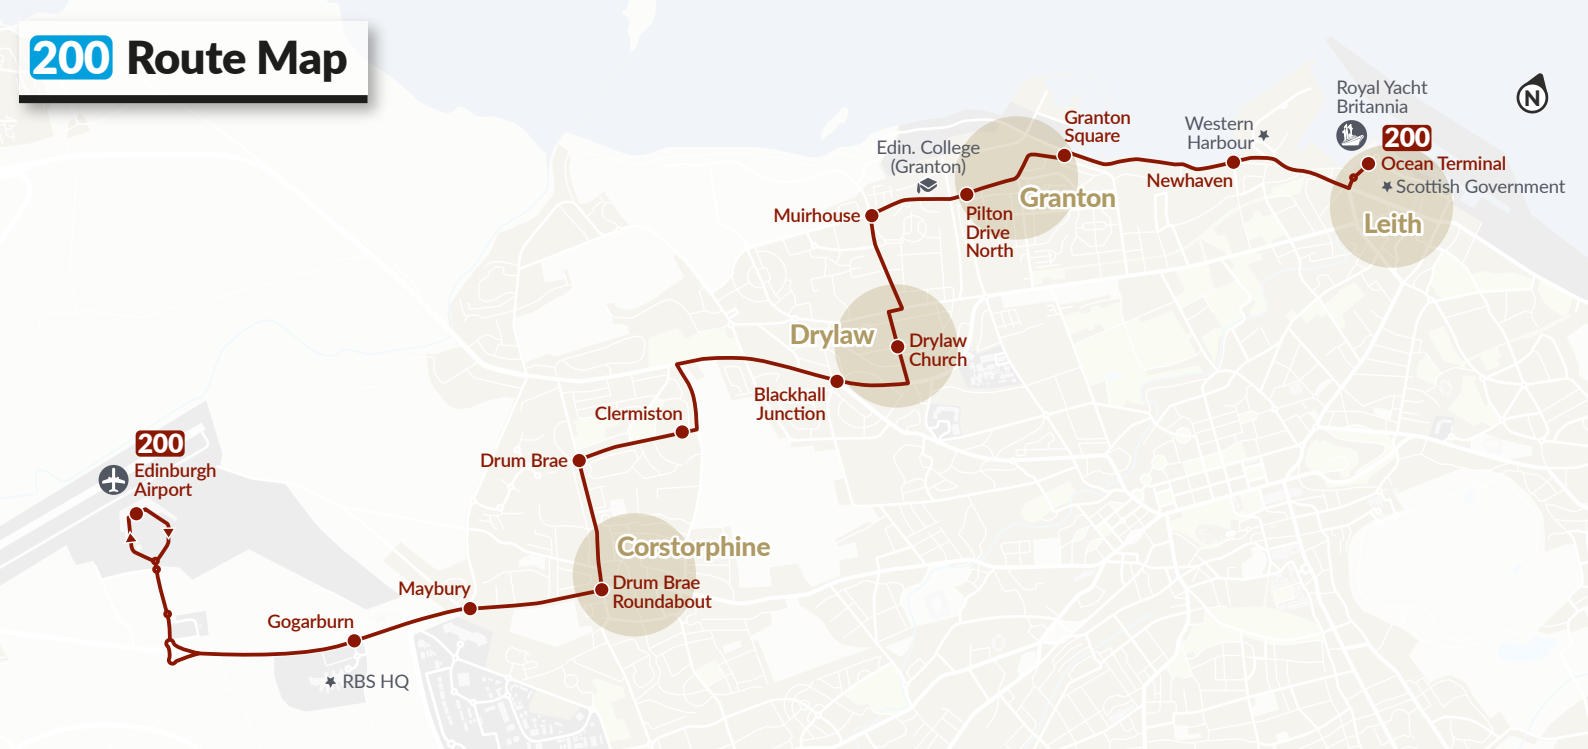 200 Route Map
N
Royal Yacht
Britannia
200
Ocean Terminal
Scottish Government
Leith
Western
Harbour
Newhaven
Granton
Square
Granton
Edin. College
(Granton)
Pilton
Drive
North
Muirhouse
Drylaw
Drylaw
Church
Blackhall
Junction
Clermiston
Drum Brae
Corstorphine
Drum Brae
Roundabout
Maybury
Gogarburn
RBS HQ
200
Edinburgh
Airport